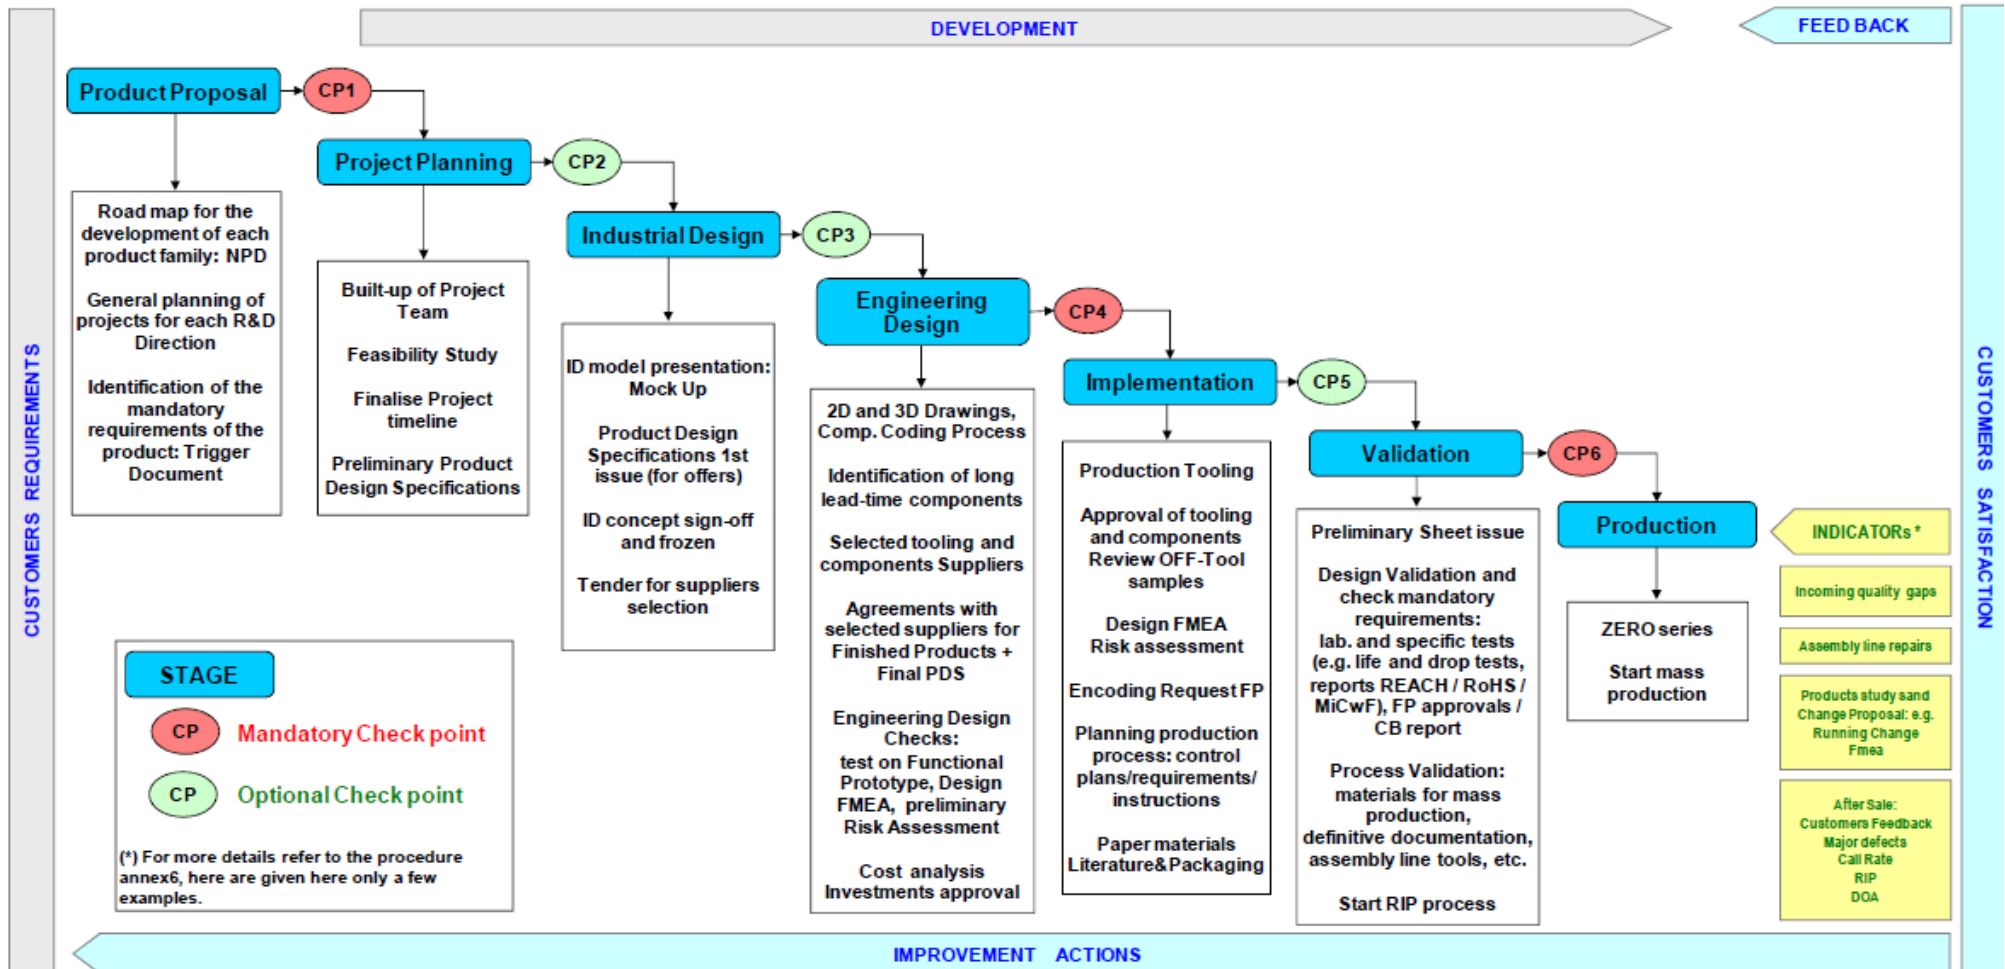 DEVELOPMENT
FEED BACK
CUSTOMERS REQUIREMENTS
Product Proposal
CP1
Road map for the
development of each
product family: NPD
General planning of
projects for each R&D
Direction
Identification of the
mandatory
requirements of the
product: Trigger
Document
Project Planning
CP2
Built-up of Project
Team
Feasibility Study
Finalise Project
timeline
Preliminary Product
Design Specifications
Industrial Design
CP3
ID model presentation:
Mock Up
Product Design
Specifications 1st
issue (for offers)
ID concept sign-off
and frozen
Tender for suppliers
selection
Engineering
Design
CP4
2D and 3D Drawings,
Comp. Coding Process
Identification of long
lead-time components
Selected tooling and
components Suppliers
Agreements with
selected suppliers for
Finished Products +
Final PDS
Engineering Design
Checks:
test on Functional
Prototype, Design
FMEA, preliminary
Risk Assessment
Cost analysis
Investments approval
Implementation
CP5
Production Tooling
Approval of tooling
and components
Review OFF-Tool
samples
Design FMEA
Risk assessment
Encoding Request FP
Planning production
process: control
plans/requirements/
instructions
Paper materials
Literature&Packaging
Validation
CP6
Preliminary Sheet issue
Design Validation and
check mandatory
requirements:
lab. and specific tests
(e.g. life and drop tests,
reports REACH / RoHS /
MiCwF), FP approvals /
CB report
Process Validation:
materials for mass
production,
definitive documentation,
assembly line tools, etc.
Start RIP process
Production
ZERO series
Start mass
production
INDICATORs *
Incoming quality gaps
Assembly line repairs
Products study sand
Change Proposal: e.g.
Running Change
Fmea
After Sale:
Customers Feedback
Major defects
Call Rate
RIP
DOA
CUSTOMERS SATISFACTION
STAGE
CP Mandatory Check point
CP Optional Check point
(*) For more details refer to the procedure
annex6, here are given here only a few
examples.
IMPROVEMENT ACTIONS